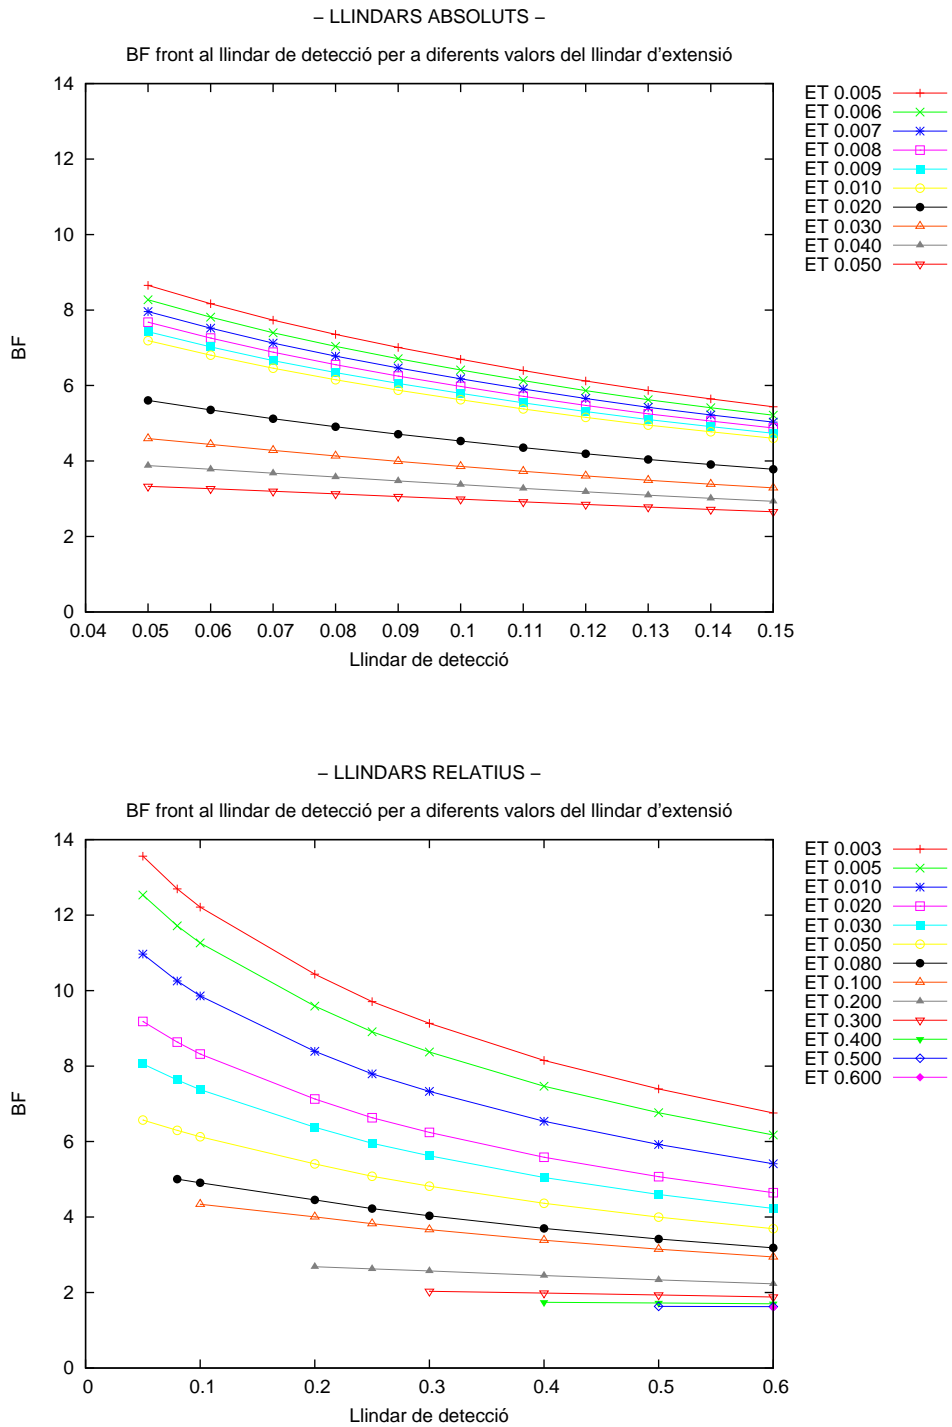 – LLINDARS ABSOLUTS –
BF front al llindar de detecció per a diferents valors del llindar d'extensió
14
12
10
8
6
4
2
0
BF
0.04 0.05 0.06 0.07 0.08 0.09 0.1 0.11 0.12 0.13 0.14 0.15
Llindar de detecció
ET 0.005
ET 0.006
ET 0.007
ET 0.008
ET 0.009
ET 0.010
ET 0.020
ET 0.030
ET 0.040
ET 0.050
– LLINDARS RELATIUS –
BF front al llindar de detecció per a diferents valors del llindar d'extensió
14
12
10
8
6
4
2
0
BF
0 0.1 0.2 0.3 0.4 0.5 0.6
Llindar de detecció
ET 0.003
ET 0.005
ET 0.010
ET 0.020
ET 0.030
ET 0.050
ET 0.080
ET 0.100
ET 0.200
ET 0.300
ET 0.400
ET 0.500
ET 0.600